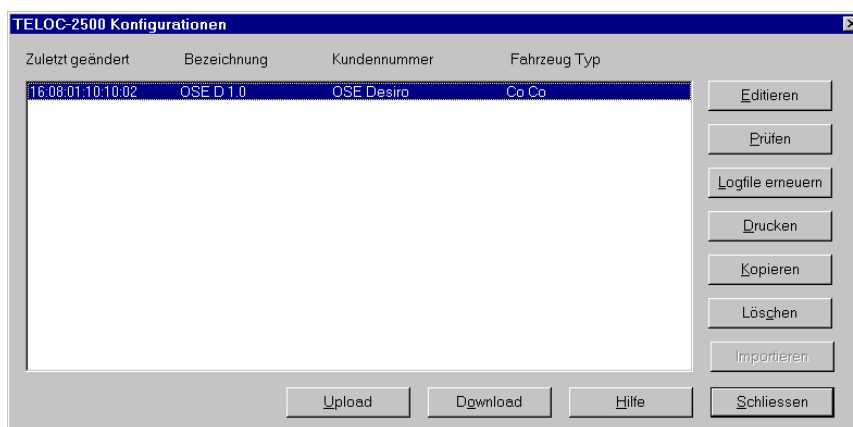 TELOC-2500 Konfigurationen
Zuletzt geändert Bezeichnung Kundennummer Fahrzeug Typ
16:08:01:10:10:02 OSE D 1.0 OSE Desiro Co Co
Editieren
Prüfen
Logfile erneuern
Drucken
Kopieren
Löschen
Importieren
Upload Download Hilfe Schliessen